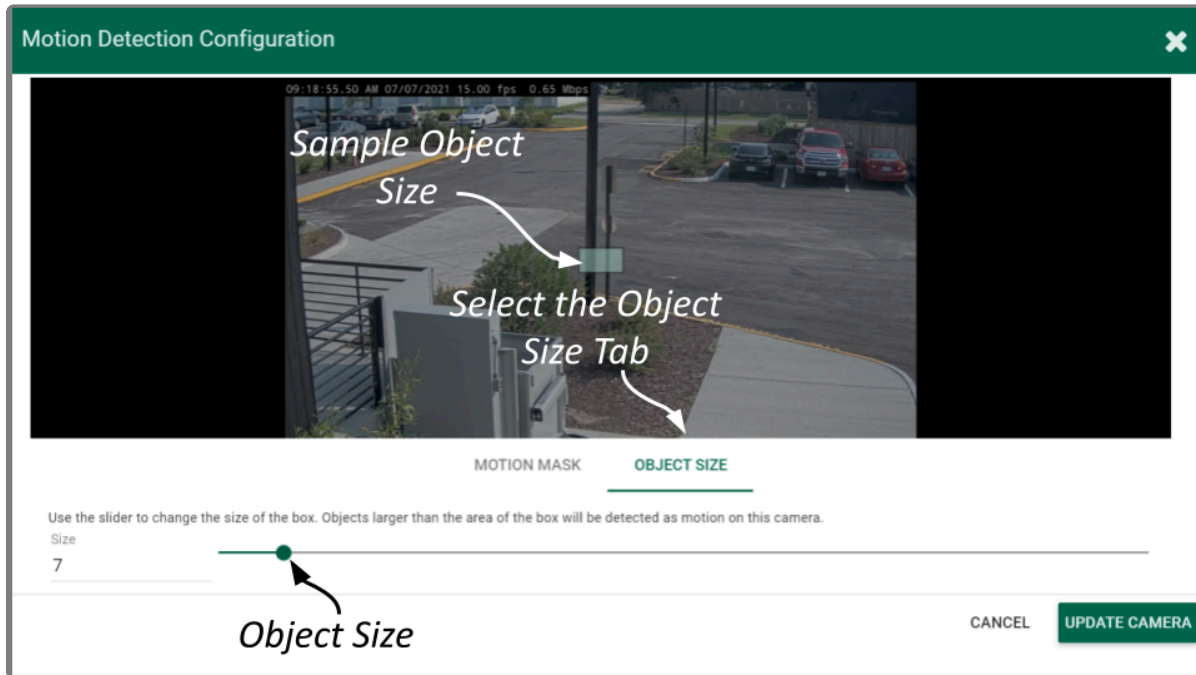 Motion Detection Configuration
09:18:55.50 AM 07/07/2021 15.00 fps 0.65 Mbps
Sample Object
Size
Select the Object
Size Tab
MOTION MASK
OBJECT SIZE
Use the slider to change the size of the box. Objects larger than the area of the box will be detected as motion on this camera.
Size
7
Object Size
CANCEL
UPDATE CAMERA